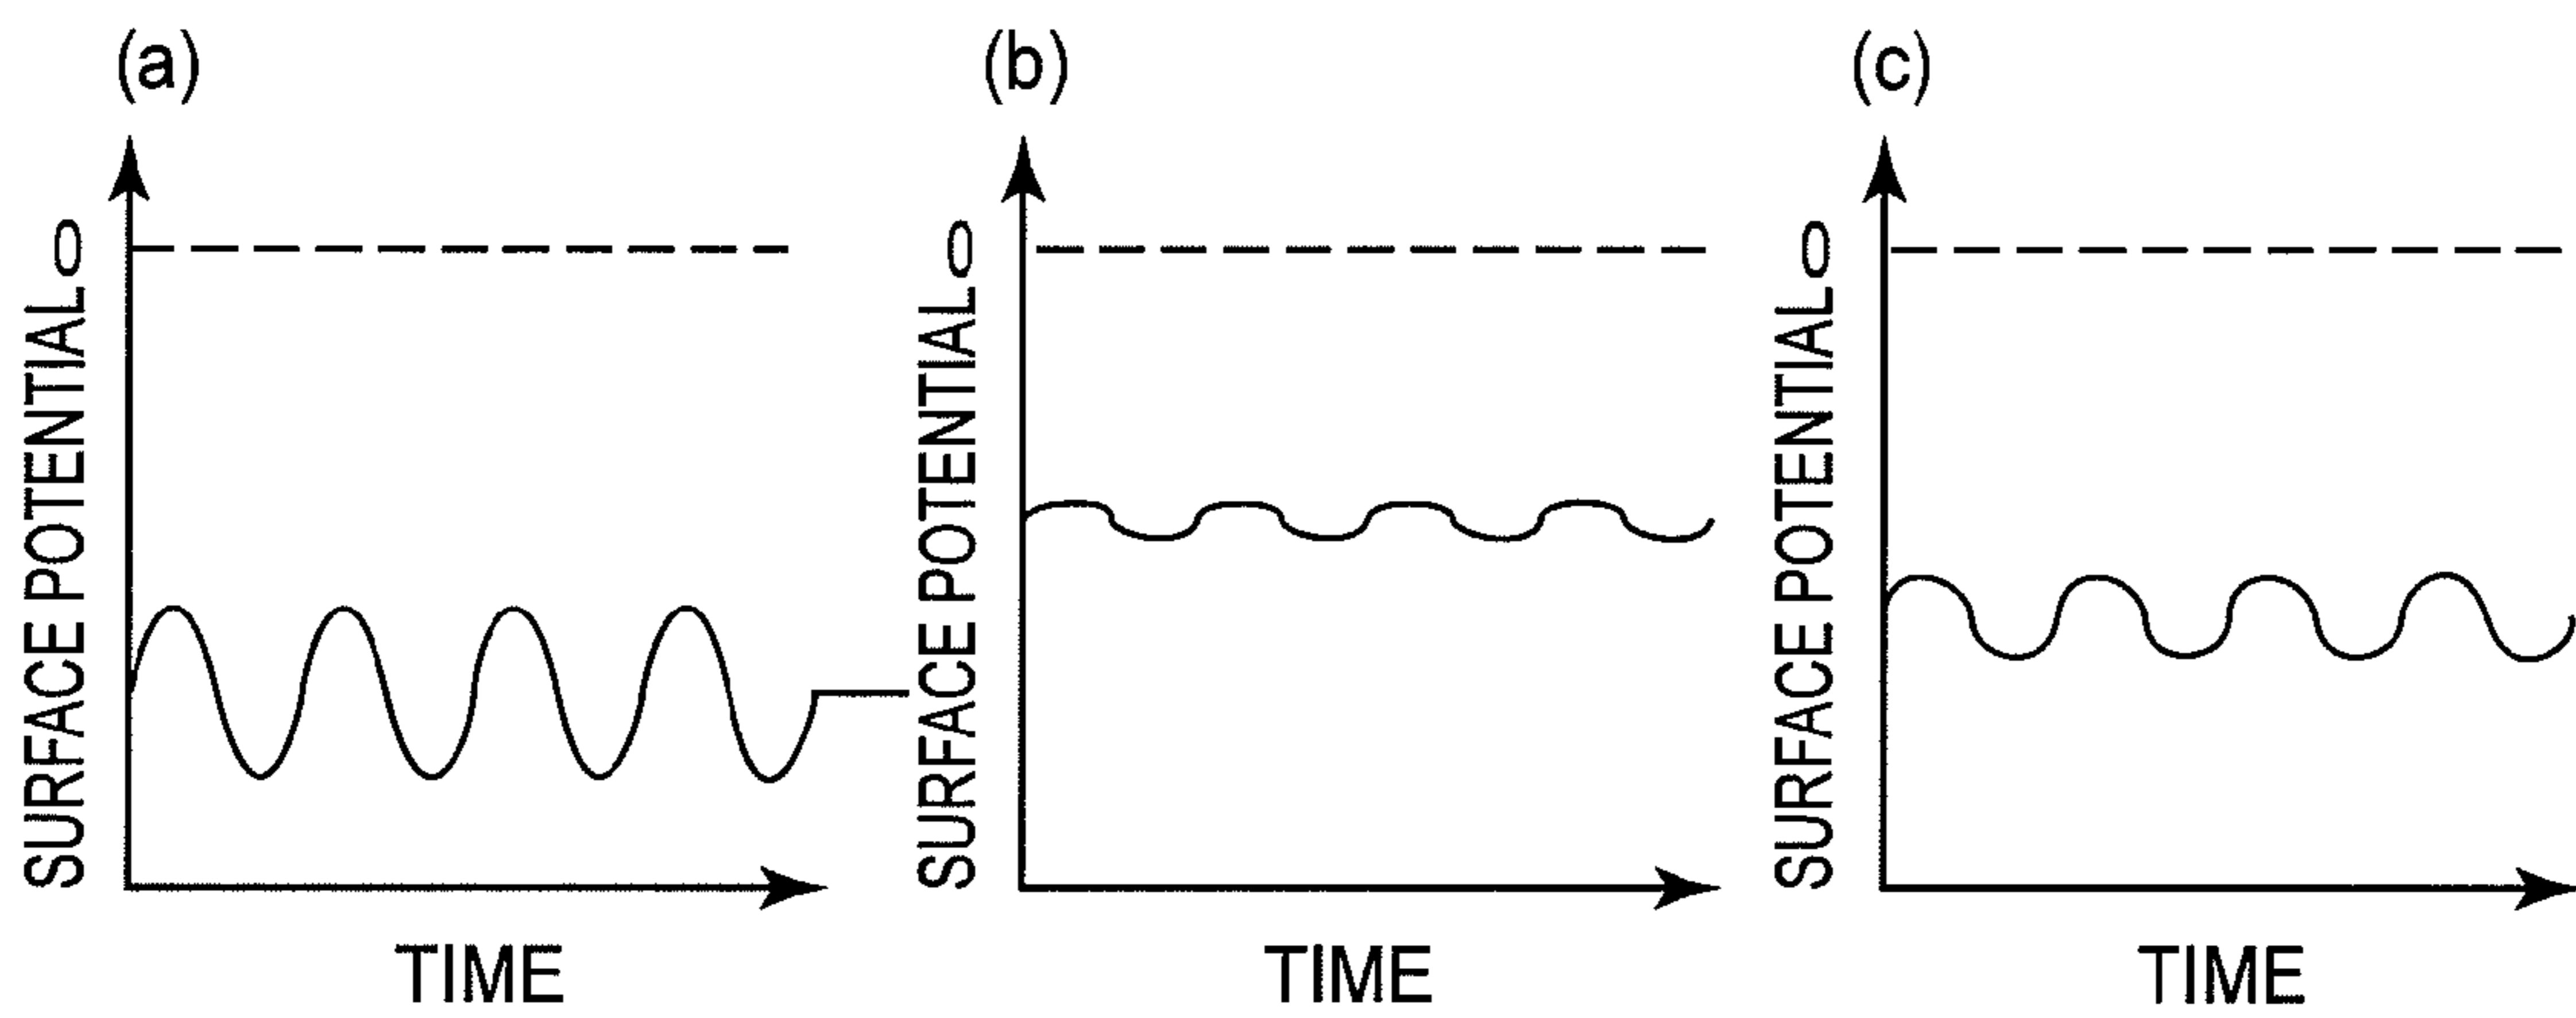 (a)
0
SURFACE POTENTIAL
TIME
(b)
0
SURFACE POTENTIAL
TIME
(c)
0
SURFACE POTENTIAL
TIME